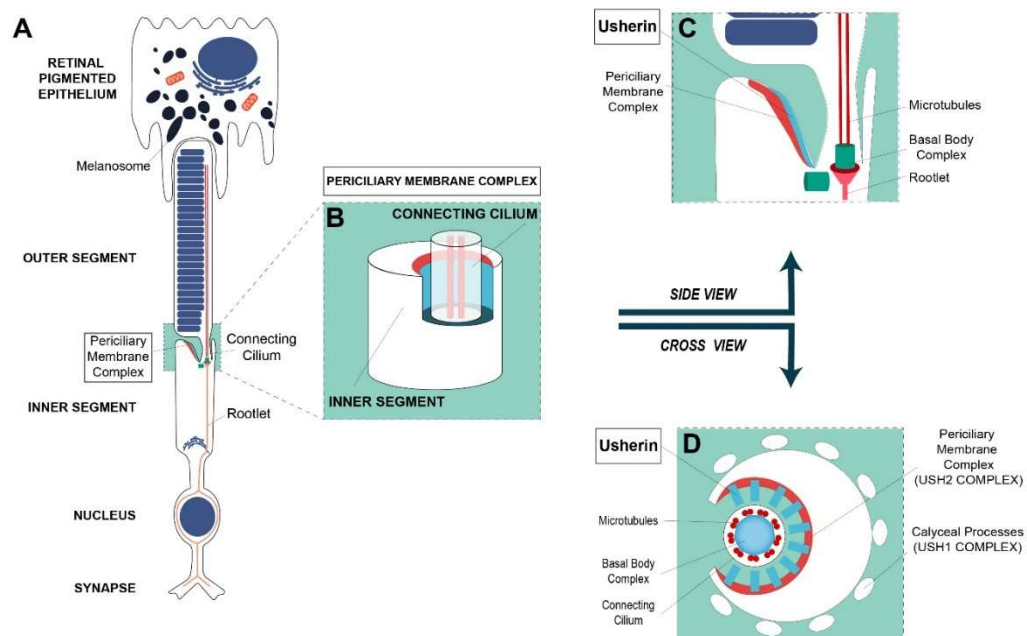 A
RETINAL
PIGMENTED
EPITHELIUM
Melanosome
OUTER SEGMENT
Periciliary
Membrane
Complex
Connecting
Cilium
INNER SEGMENT
Rootlet
NUCLEUS
SYNAPSE
PERICILIARY MEMBRANE COMPLEX
B
CONNECTING CILIUM
INNER SEGMENT
C
Usherin
Periciliary
Membrane
Complex
Microtubules
Basal Body
Complex
Rootlet
SIDE VIEW
CROSS VIEW
D
Usherin
Microtubules
Basal Body
Complex
Connecting
Cilium
Periciliary
Membrane
Complex
(USH2 COMPLEX)
Calyceal Processes
(USH1 COMPLEX)